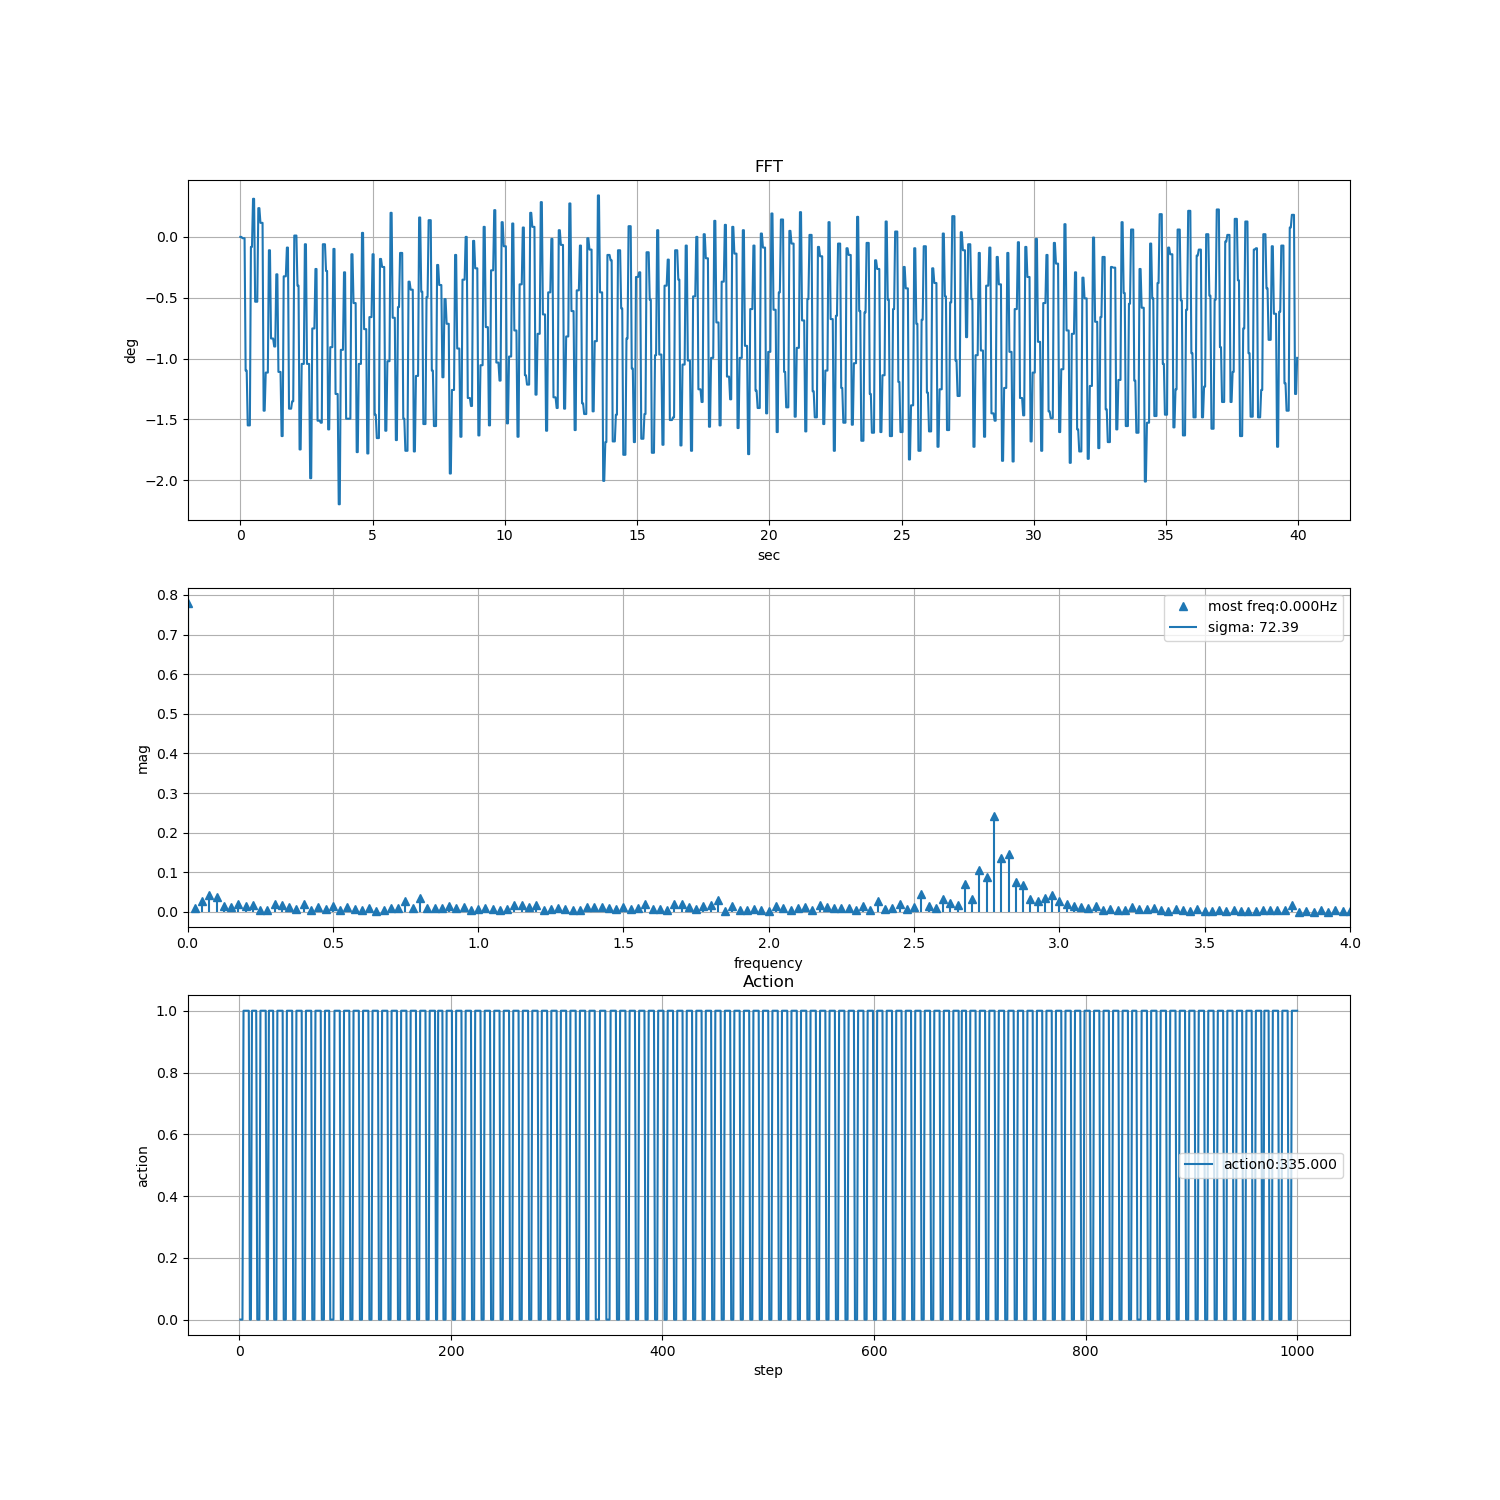 FFT
0.0
−0.5
−1.0
−1.5
−2.0
deg
0 5 10 15 20 25 30 35 40
sec
0.8
0.7
0.6
0.5
0.4
0.3
0.2
0.1
0.0
mag
most freq:0.000Hz
sigma: 72.39
0.0 0.5 1.0 1.5 2.0 2.5 3.0 3.5 4.0
frequency
Action
1.0
0.8
0.6
0.4
0.2
0.0
action
action0:335.000
0 200 400 600 800 1000
step